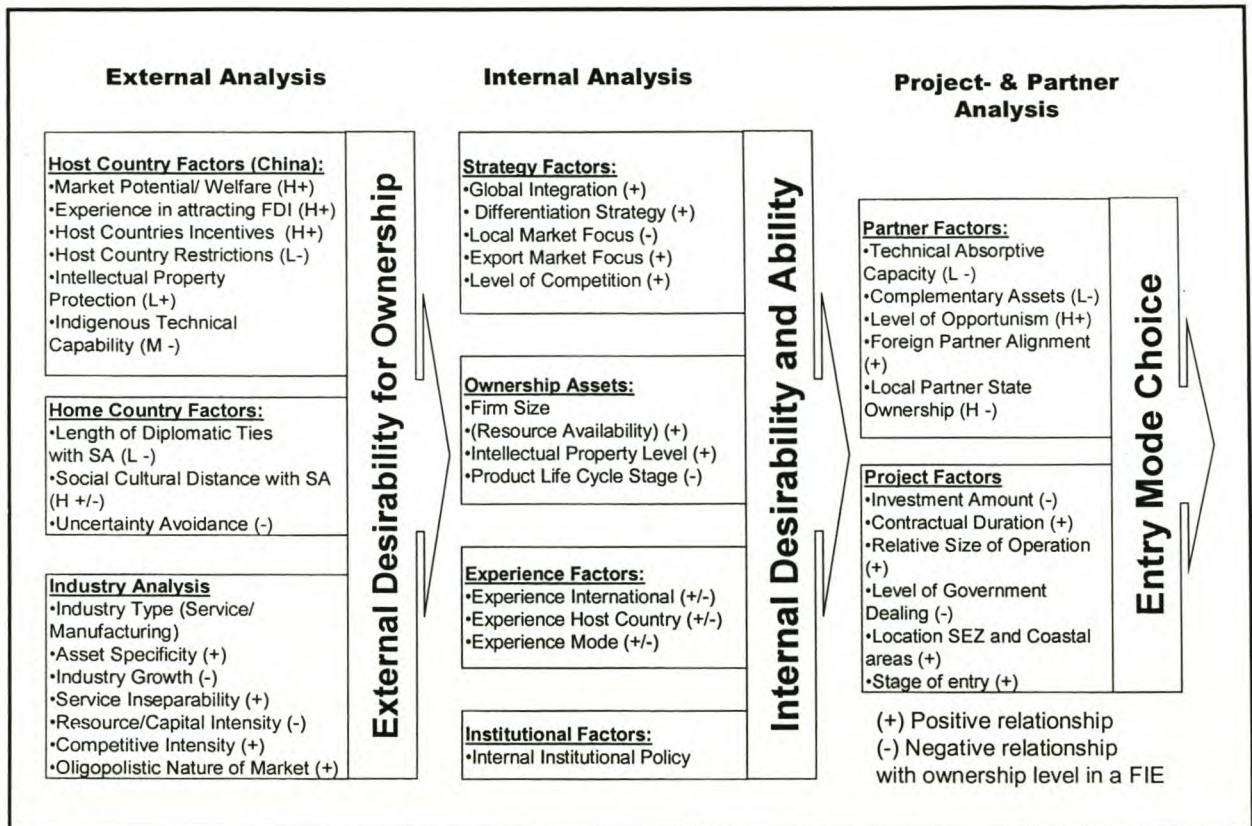 External Analysis
Host Country Factors (China):
•Market Potential/ Welfare (H+)
•Experience in attracting FDI (H+)
•Host Countries Incentives (H+)
•Host Country Restrictions (L-)
•Intellectual Property
Protection (L+)
•Indigenous Technical
Capability (M -)
Home Country Factors:
•Length of Diplomatic Ties
with SA (L -)
•Social Cultural Distance with SA
(H +/-)
•Uncertainty Avoidance (-)
Industry Analysis
•Industry Type (Service/
Manufacturing)
•Asset Specificity (+)
•Industry Growth (-)
•Service Inseparability (+)
•Resource/Capital Intensity (-)
•Competitive Intensity (+)
•Oligopolistic Nature of Market (+)
External Desirability for Ownership
Internal Analysis
Strategy Factors:
•Global Integration (+)
• Differentiation Strategy (+)
•Local Market Focus (-)
•Export Market Focus (+)
•Level of Competition (+)
Ownership Assets:
•Firm Size
•(Resource Availability) (+)
•Intellectual Property Level (+)
•Product Life Cycle Stage (-)
Experience Factors:
•Experience International (+/-)
•Experience Host Country (+/-)
•Experience Mode (+/-)
Institutional Factors:
•Internal Institutional Policy
Internal Desirability and Ability
Project- & Partner
Analysis
Partner Factors:
•Technical Absorptive
Capacity (L -)
•Complementary Assets (L-)
•Level of Opportunism (H+)
•Foreign Partner Alignment
(+)
•Local Partner State
Ownership (H -)
Project Factors
•Investment Amount (-)
•Contractual Duration (+)
•Relative Size of Operation
(+)
•Level of Government
Dealing (-)
•Location SEZ and Coastal
areas (+)
•Stage of entry (+)
Entry Mode Choice
(+) Positive relationship
(-) Negative relationship
with ownership level in a FIE